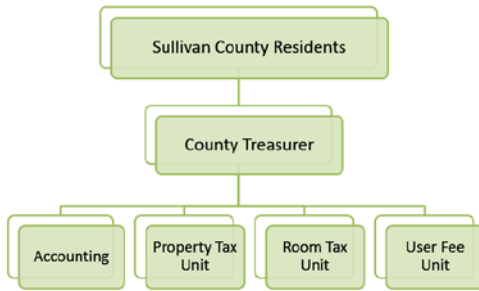 Sullivan County Residents
County Treasurer
Accounting
Property Tax
Unit
Room Tax
Unit
User Fee
Unit